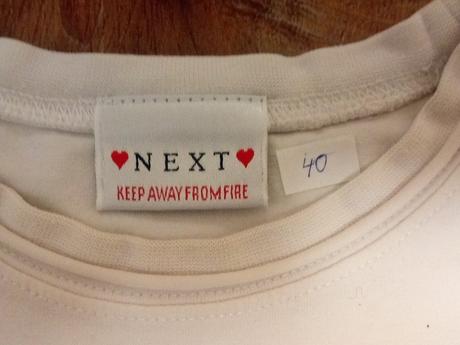 NEXT
KEEP AWAY FROM FIRE
40